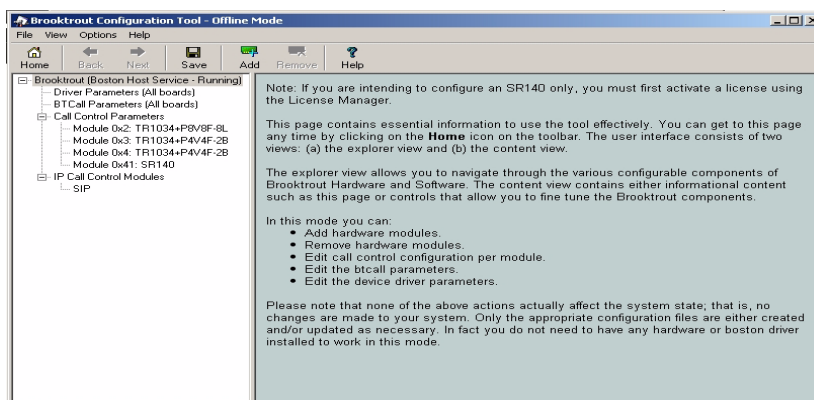 Brooktrout Configuration Tool - Offline Mode
File View Options Help
Home Back Next Save Add Remove Help
Brooktrout (Boston Host Service - Running)
Driver Parameters (All boards)
BTCall Parameters (All boards)
Call Control Parameters
Module 0x2: TR1034+P8V8F-8L
Module 0x3: TR1034+P4V4F-2B
Module 0x4: TR1034+P4V4F-2B
Module 0x41: SR140
IP Call Control Modules
SIP
Note: If you are intending to configure an SR140 only, you must first activate a license using
the License Manager.
This page contains essential information to use the tool effectively. You can get to this page
any time by clicking on the Home icon on the toolbar. The user interface consists of two
views: (a) the explorer view and (b) the content view.
The explorer view allows you to navigate through the various configurable components of
Brooktrout Hardware and Software. The content view contains either informational content
such as this page or controls that allow you to fine tune the Brooktrout components.
In this mode you can:
• Add hardware modules.
• Remove hardware modules.
• Edit call control configuration per module.
• Edit the btcall parameters.
• Edit the device driver parameters.
Please note that none of the above actions actually affect the system state; that is, no
changes are made to your system. Only the appropriate configuration files are either created
and/or updated as necessary. In fact you do not need to have any hardware or boston driver
installed to work in this mode.